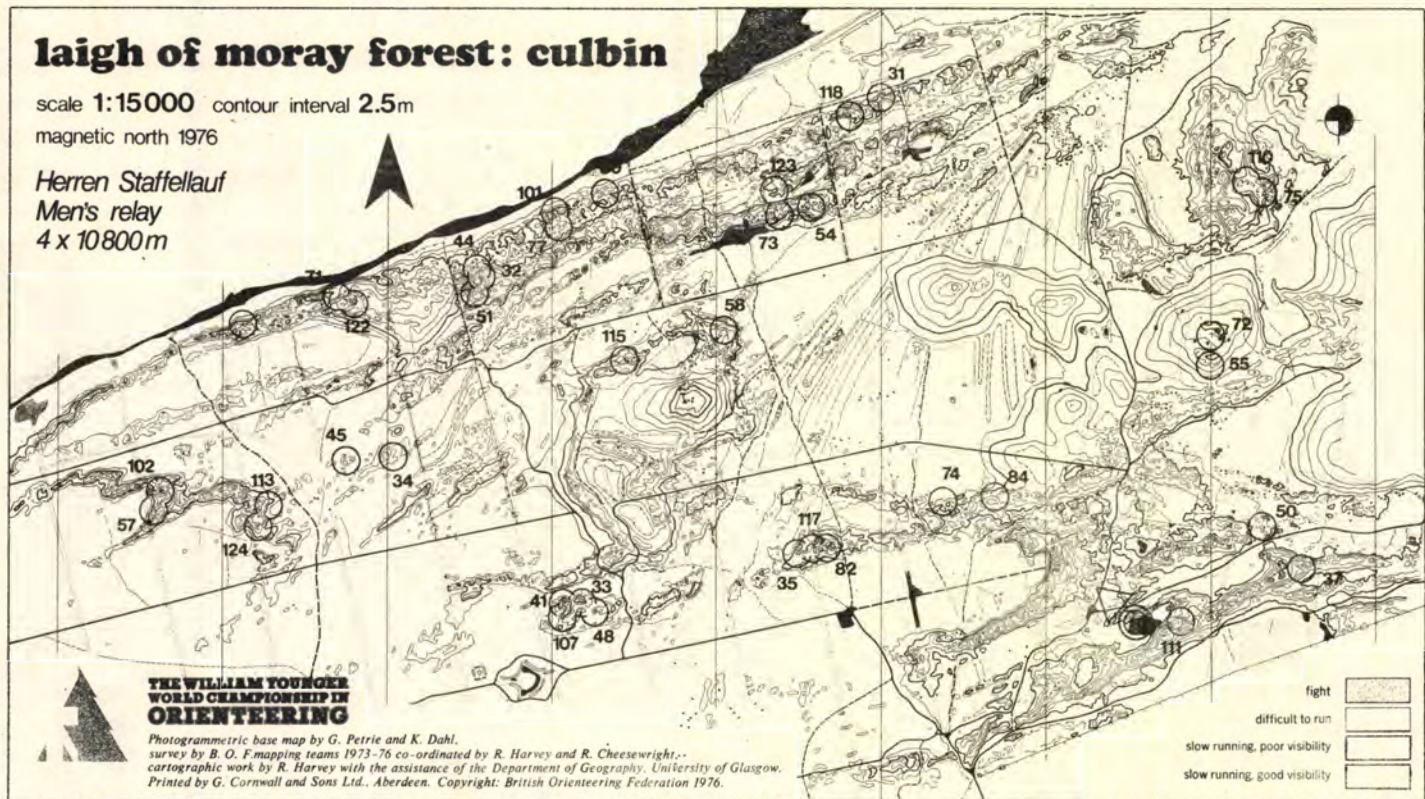 laigh of moray forest: culbin
scale 1:15000 contour interval 2.5m
magnetic north 1976
Herren Staffellauf
Men's relay
4 x 10800m
118
31
123
73
54
110
75
101
77
44
32
51
71
122
58
115
72
55
45
34
102
57
113
124
74
84
50
37
117
35
82
33
41
107
48
111
THE WILLIAM YOUNGER
WORLD CHAMPIONSHIP IN
ORIENTEERING
Photogrammetric base map by G. Petrie and K. Dahl,
survey by B. O. F. mapping teams 1973-76 co-ordinated by R. Harvey and R. Cheesewright,
cartographic work by R. Harvey with the assistance of the Department of Geography, University of Glasgow.
Printed by G. Cornwall and Sons Ltd., Aberdeen. Copyright: British Orienteering Federation 1976.
fight
difficult to run
slow running, poor visibility
slow running, good visibility